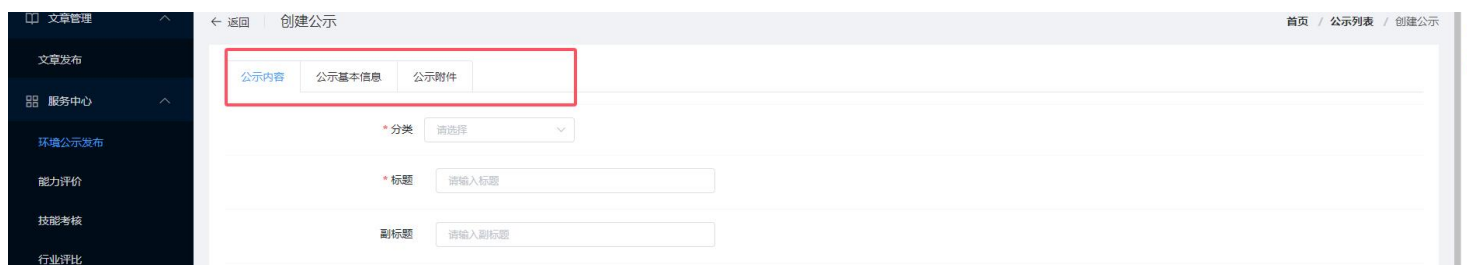 文章管理
← 返回 创建公示
首页 / 公示列表 / 创建公示
文章发布
公示内容 公示基本信息 公示附件
服务中心
* 分类 请选择
环境公示发布
* 标题 请输入标题
能力评价
技能考核
副标题 请输入副标题
行业评比